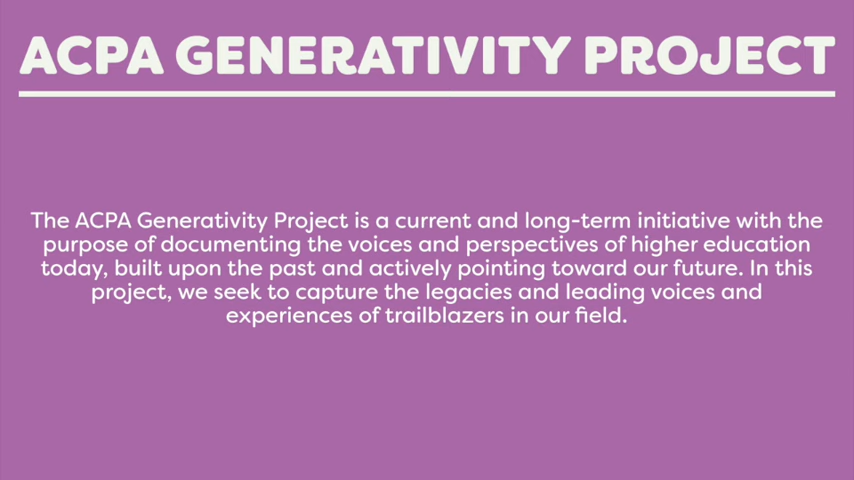 ACPA GENERATIVITY PROJECT
The ACPA Generativity Project is a current and long-term initiative with the
purpose of documenting the voices and perspectives of higher education
today, built upon the past and actively pointing toward our future. In this
project, we seek to capture the legacies and leading voices and
experiences of trailblazers in our field.